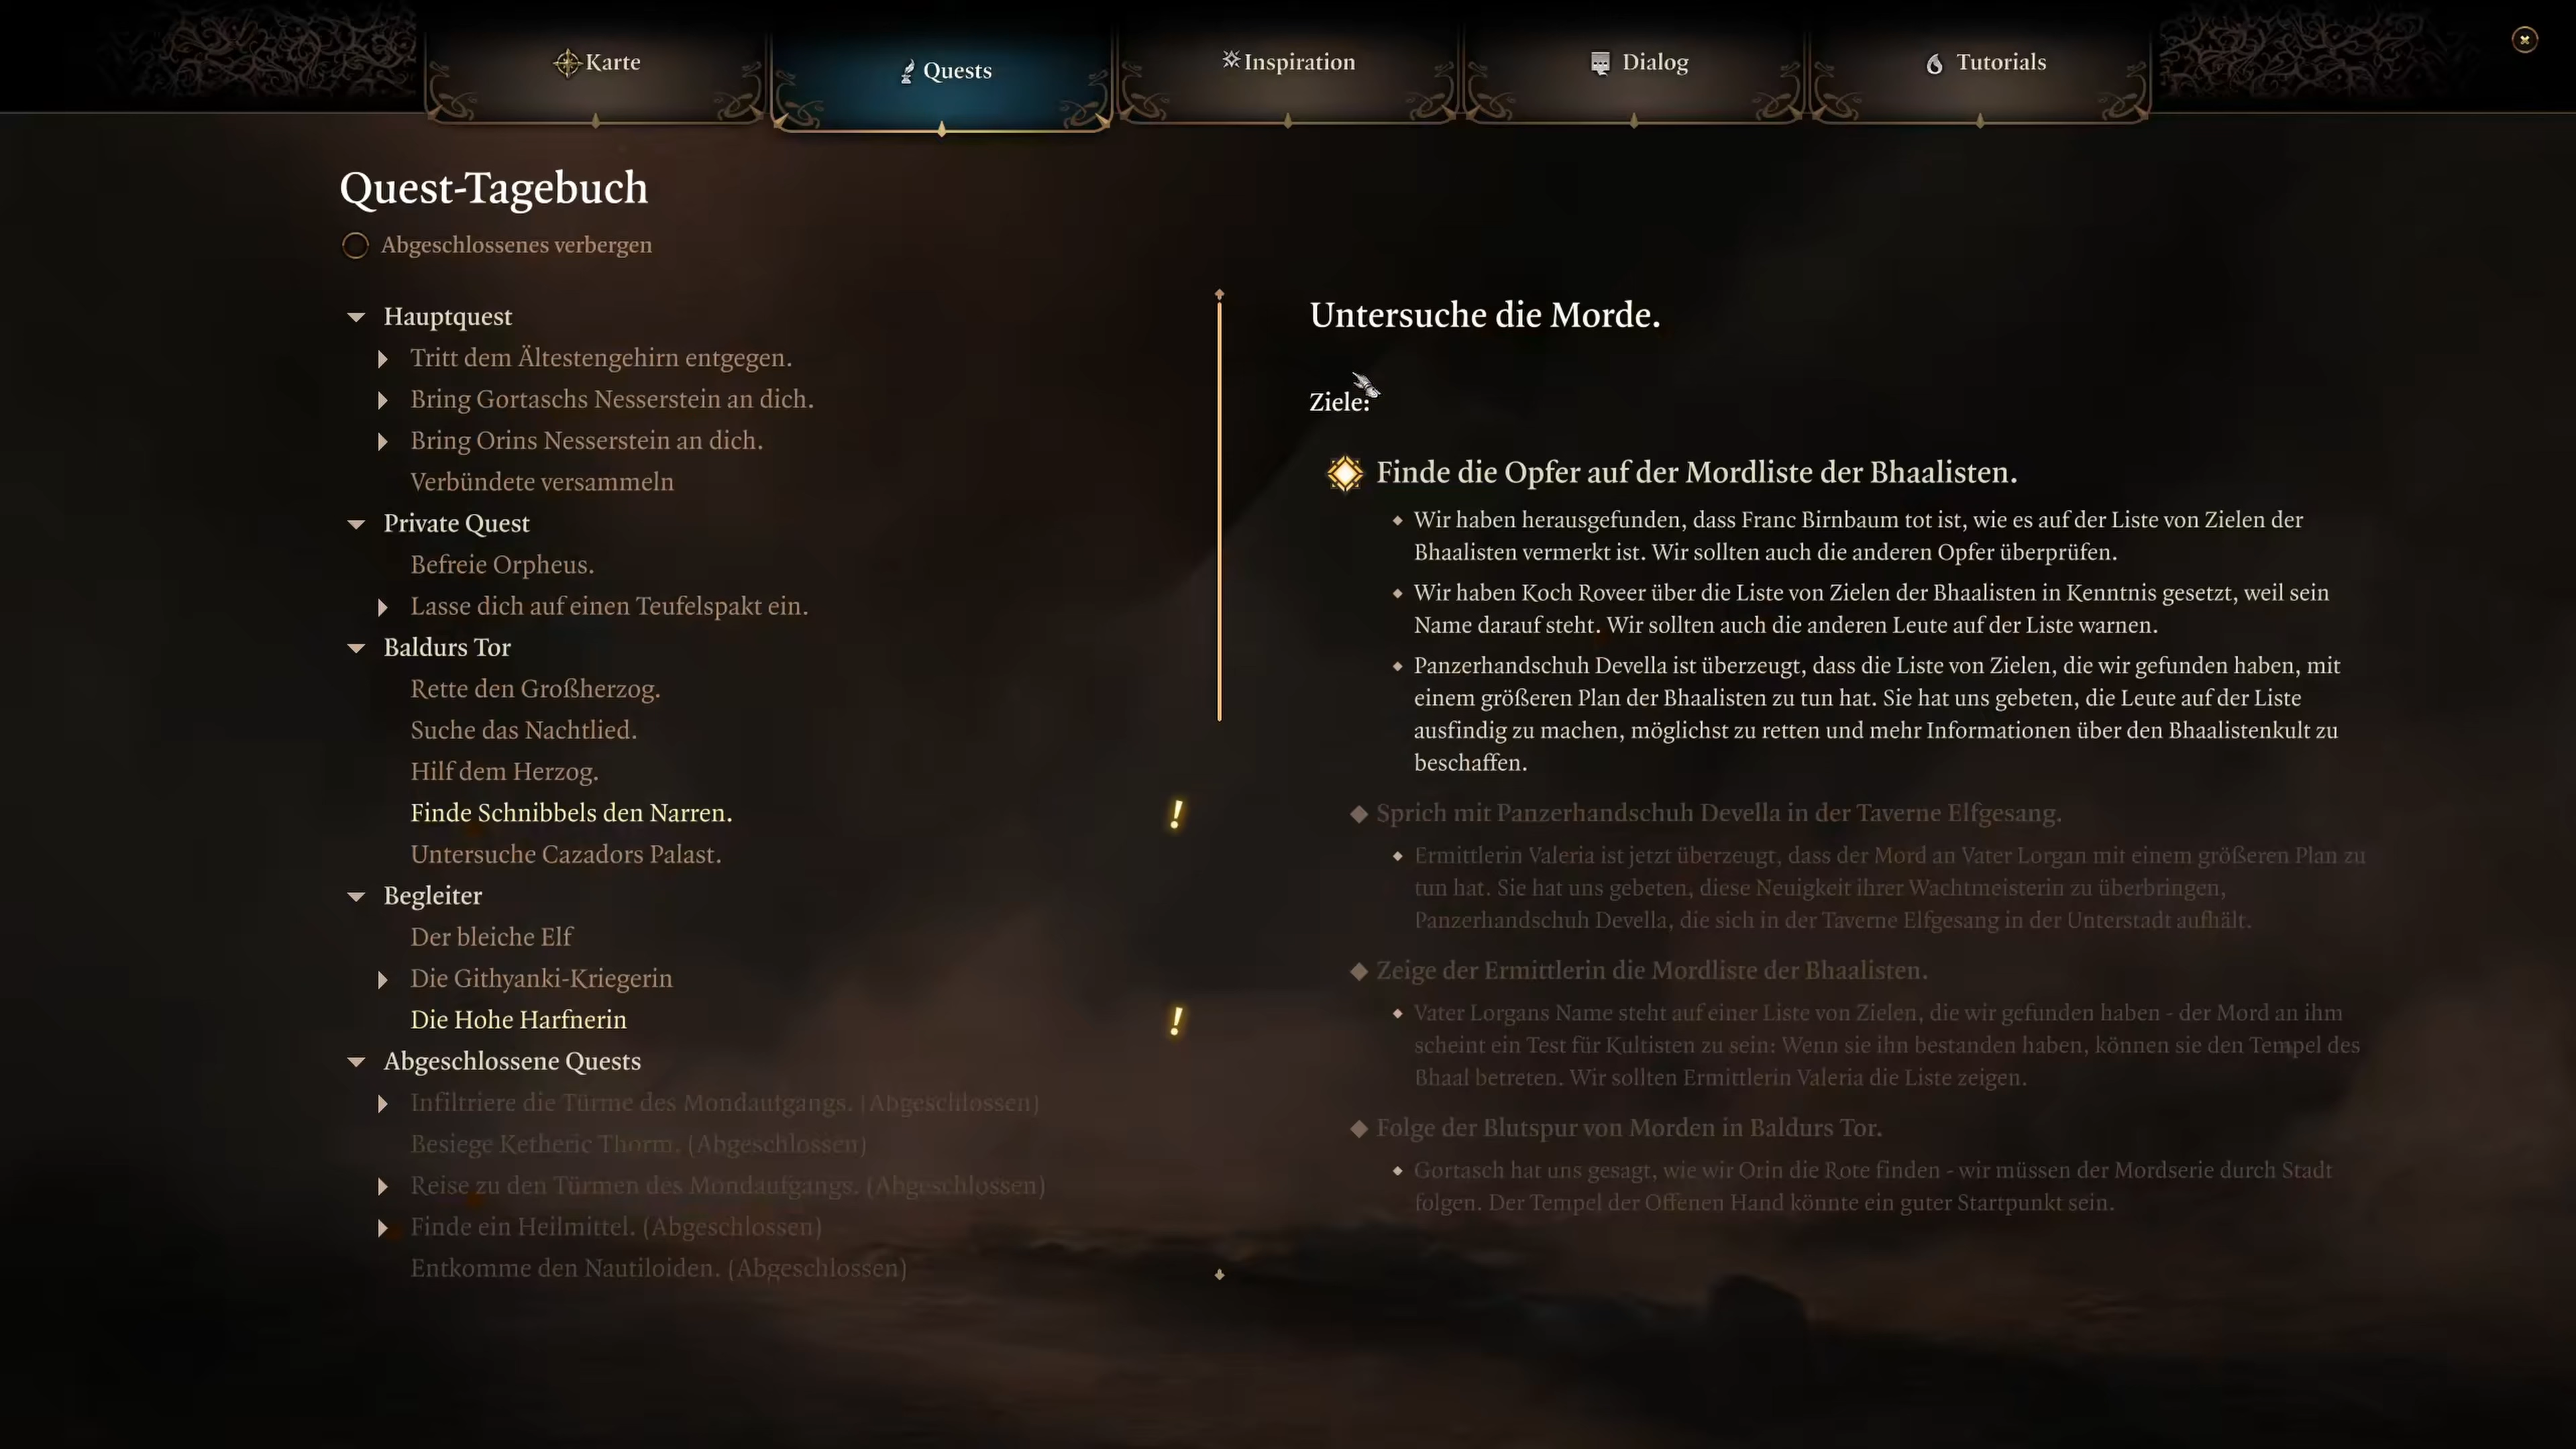 Karte
Quests
Inspiration
Dialog
Tutorials
Quest-Tagebuch
Abgeschlossenes verbergen
Hauptquest
Tritt dem Ältestengehirn entgegen.
Bring Gortaschs Nesserstein an dich.
Bring Orins Nesserstein an dich.
Verbündete versammeln
Private Quest
Befreie Orpheus.
Lasse dich auf einen Teufelspakt ein.
Baldurs Tor
Rette den Großherzog.
Suche das Nachtlied.
Hilf dem Herzog.
Finde Schnibbels den Narren.
Untersuche Cazadors Palast.
Begleiter
Der bleiche Elf
Die Githyanki-Kriegerin
Die Hohe Harfnerin
Abgeschlossene Quests
Infiltriere die Türme des Mondaufgangs. (Abgeschlossen)
Besiege Ketheric Thorm. (Abgeschlossen)
Reise zu den Türmen des Mondaufgangs. (Abgeschlossen)
Finde ein Heilmittel. (Abgeschlossen)
Entkomme den Nautiloiden. (Abgeschlossen)
Untersuche die Morde.
Ziele:
Finde die Opfer auf der Mordliste der Bhaalisten.
Wir haben herausgefunden, dass Franc Birnbaum tot ist, wie es auf der Liste von Zielen der
Bhaalisten vermerkt ist. Wir sollten auch die anderen Opfer überprüfen.
Wir haben Koch Roveer über die Liste von Zielen der Bhaalisten in Kenntnis gesetzt, weil sein
Name darauf steht. Wir sollten auch die anderen Leute auf der Liste warnen.
Panzerhandschuh Devella ist überzeugt, dass die Liste von Zielen, die wir gefunden haben, mit
einem größeren Plan der Bhaalisten zu tun hat. Sie hat uns gebeten, die Leute auf der Liste
ausfindig zu machen, möglichst zu retten und mehr Informationen über den Bhaalistenkult zu
beschaffen.
Sprich mit Panzerhandschuh Devella in der Taverne Elfgesang.
Ermittlerin Valeria ist jetzt überzeugt, dass der Mord an Vater Lorgan mit einem größeren Plan zu
tun hat. Sie hat uns gebeten, diese Neuigkeit ihrer Wachtmeisterin zu überbringen,
Panzerhandschuh Devella, die sich in der Taverne Elfgesang in der Unterstadt aufhält.
Zeige der Ermittlerin die Mordliste der Bhaalisten.
Vater Lorgans Name steht auf einer Liste von Zielen, die wir gefunden haben - der Mord an ihm
scheint ein Test für Kultisten zu sein: Wenn sie ihn bestanden haben, können sie den Tempel des
Bhaal betreten. Wir sollten Ermittlerin Valeria die Liste zeigen.
Folge der Blutspur von Morden in Baldurs Tor.
Gortasch hat uns gesagt, wie wir Orin die Rote finden - wir müssen der Mordserie durch Stadt
folgen. Der Tempel der Offenen Hand könnte ein guter Startpunkt sein.